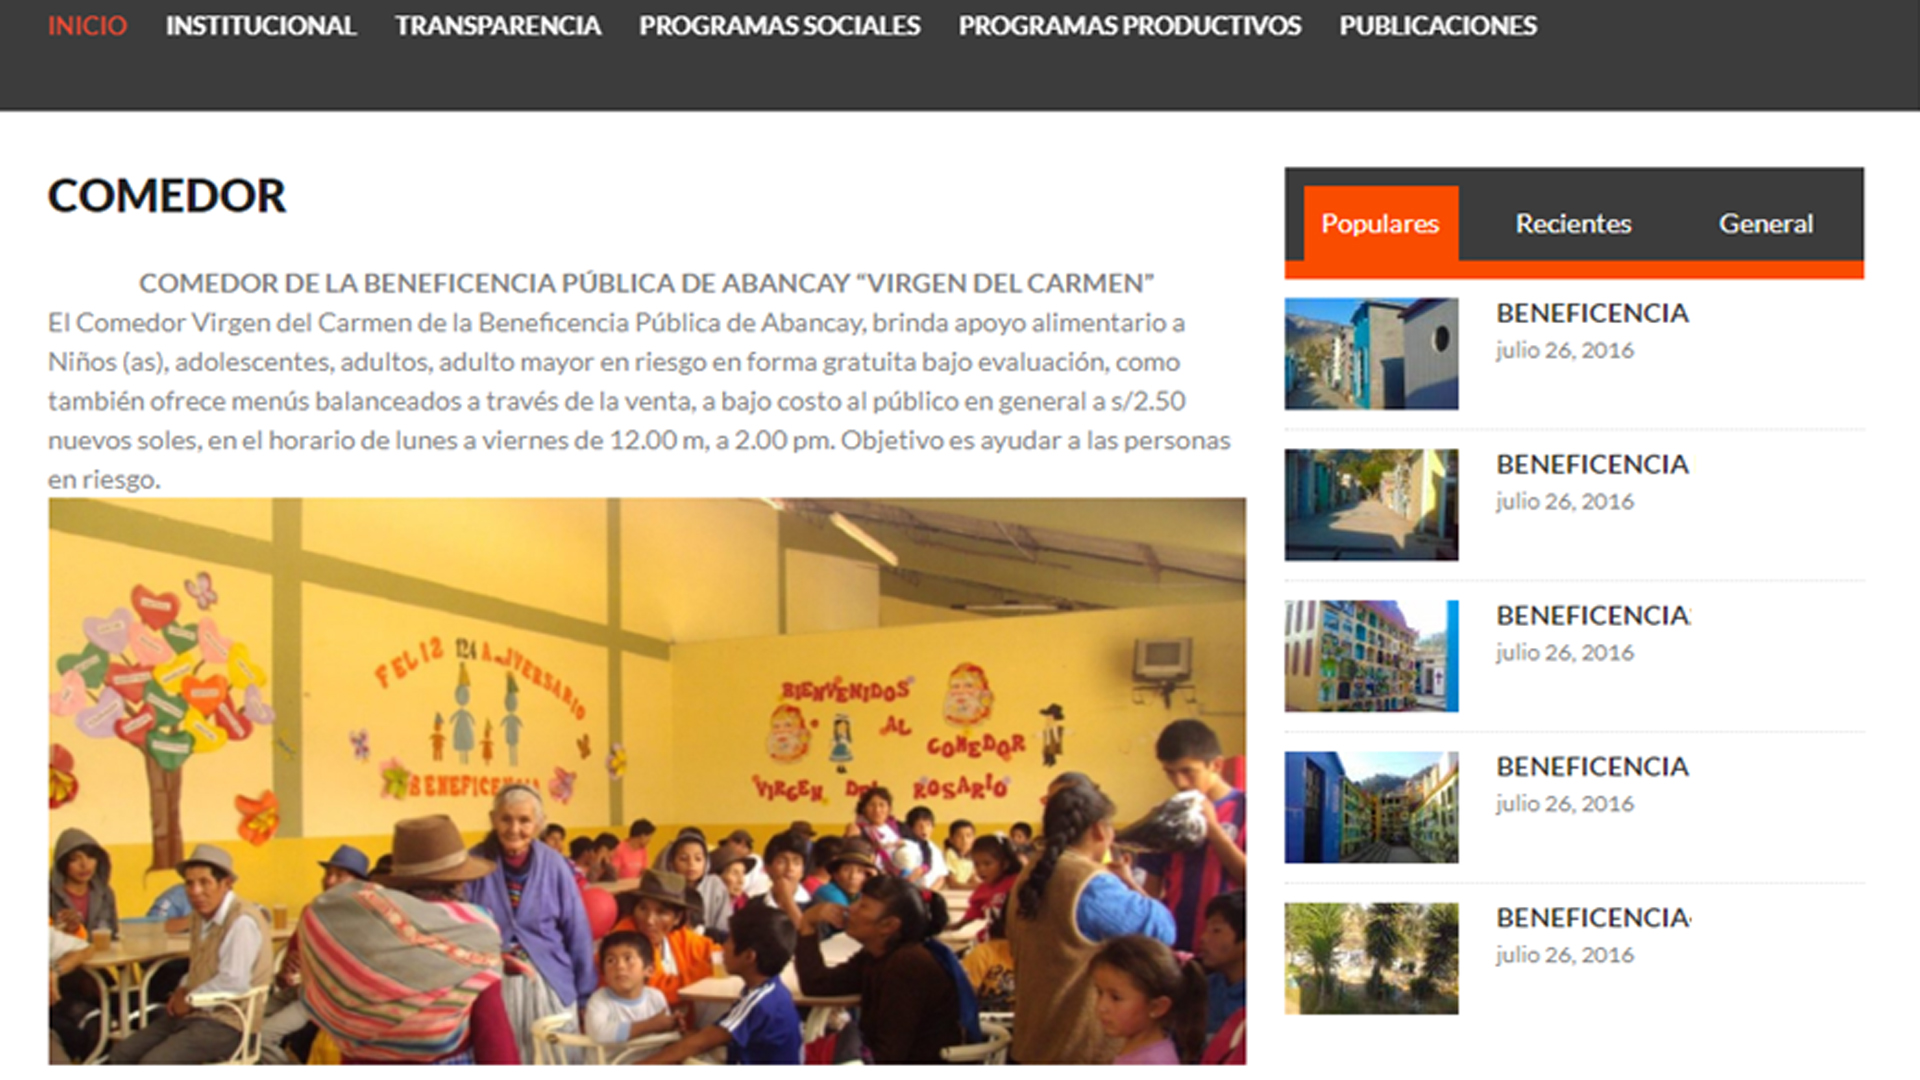 INICIO INSTITUCIONAL TRANSPARENCIA PROGRAMAS SOCIALES PROGRAMAS PRODUCTIVOS PUBLICACIONES
COMEDOR
COMEDOR DE LA BENEFICENCIA PÚBLICA DE ABANCAY “VIRGEN DEL CARMEN”
El Comedor Virgen del Carmen de la Beneficencia Pública de Abancay, brinda apoyo alimentario a
Niños (as), adolescentes, adultos, adulto mayor en riesgo en forma gratuita bajo evaluación, como
también ofrece menús balanceados a través de la venta, a bajo costo al público en general a s/2.50
nuevos soles, en el horario de lunes a viernes de 12.00 m, a 2.00 pm. Objetivo es ayudar a las personas
en riesgo.
FELIZ 124 ANIVERSARIO
BENEFICENCIA
BIENVENIDOS
AL
COMEDOR
VIRGEN DEL ROSARIO
Populares Recientes General
BENEFICENCIA
julio 26, 2016
BENEFICENCIA
julio 26, 2016
BENEFICENCIA
julio 26, 2016
BENEFICENCIA
julio 26, 2016
BENEFICENCIA
julio 26, 2016